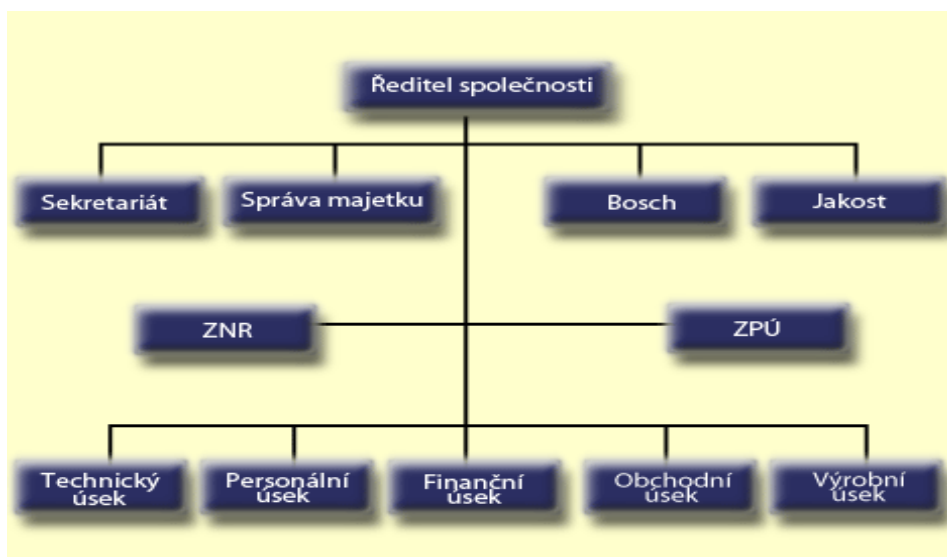 Ředitel společnosti
Sekretariát
Správa majetku
Bosch
Jakost
ZNR
ZPÚ
Technický
úsek
Personální
úsek
Finanční
úsek
Obchodní
úsek
Výrobní
úsek